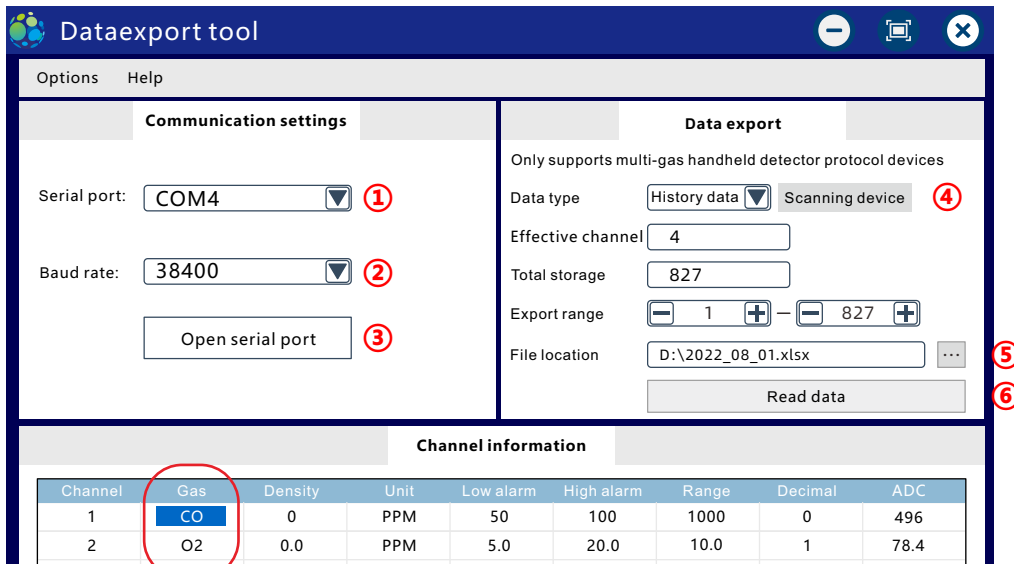 Dataexport tool
Options Help
Communication settings
Serial port: COM4 ①
Baud rate: 38400 ②
Open serial port ③
Data export
Only supports multi-gas handheld detector protocol devices
Data type History data Scanning device ④
Effective channel 4
Total storage 827
Export range 1 – 827
File location D:\2022_08_01.xlsx ... ⑤
Read data ⑥
Channel information
Channel Gas Density Unit Low alarm High alarm Range Decimal ADC
1 CO 0 PPM 50 100 1000 0 496
2 O2 0.0 PPM 5.0 20.0 10.0 1 78.4